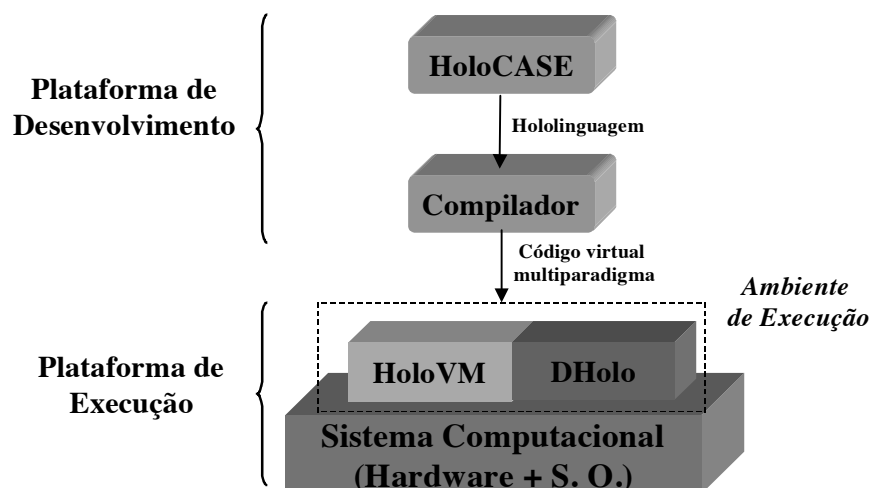 HoloCASE
Plataforma de
Desenvolvimento
Hololinguagem
Compilador
Código virtual
multiparadigma
Ambiente
de Execução
Plataforma de
Execução
HoloVM
DHolo
Sistema Computacional
(Hardware + S. O.)